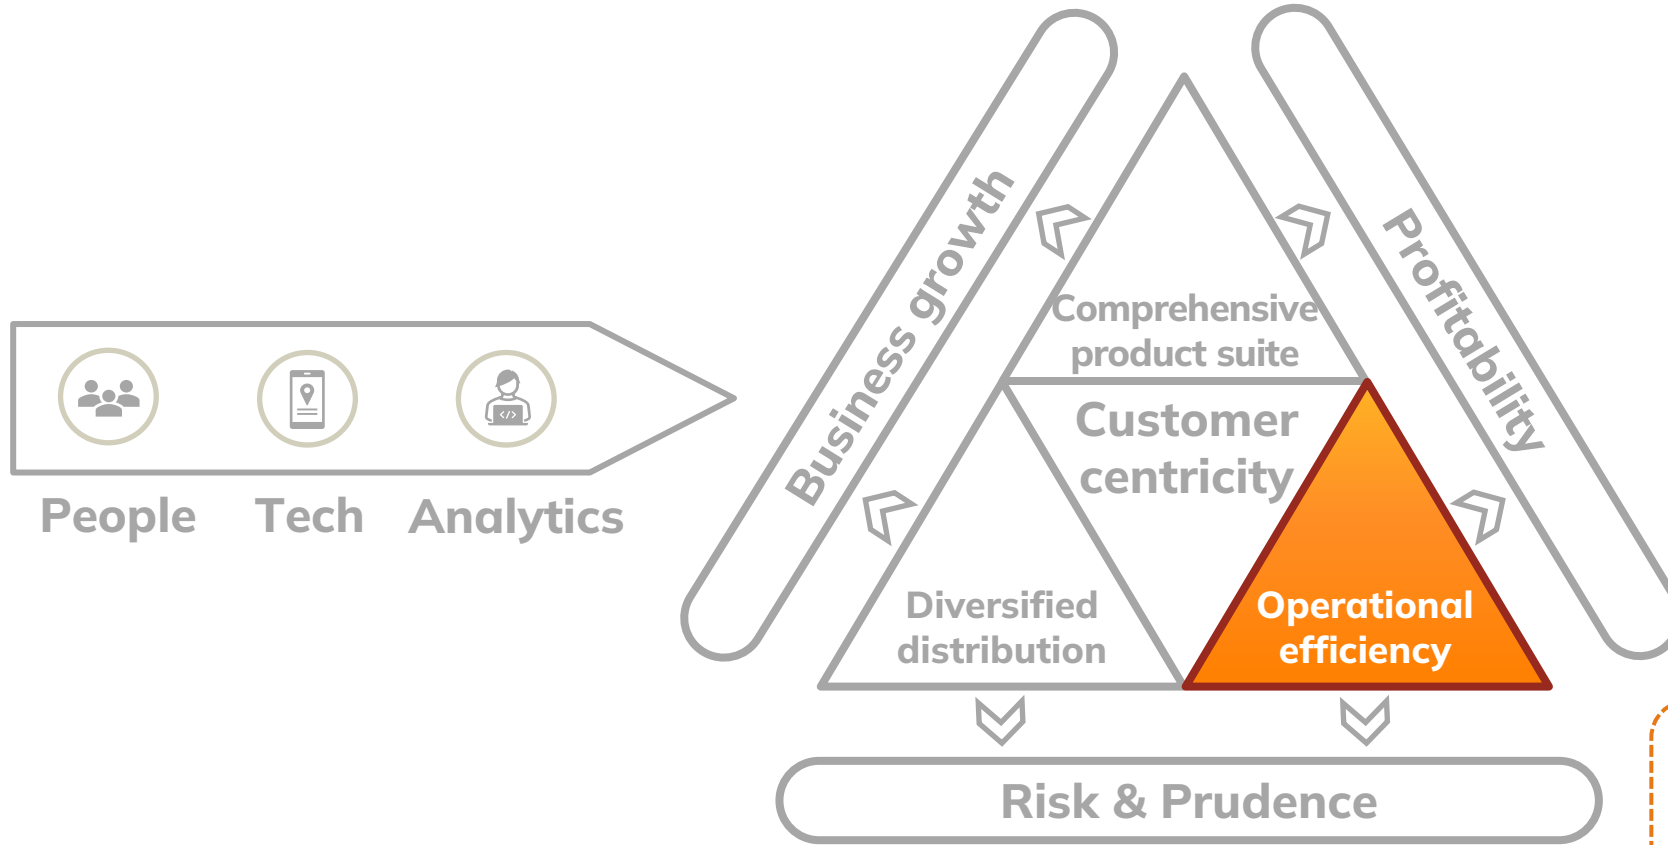 People
Tech
Analytics
Business growth
Profitability
Comprehensive
product suite
Customer
centricity
Diversified
distribution
Operational
efficiency
Risk & Prudence